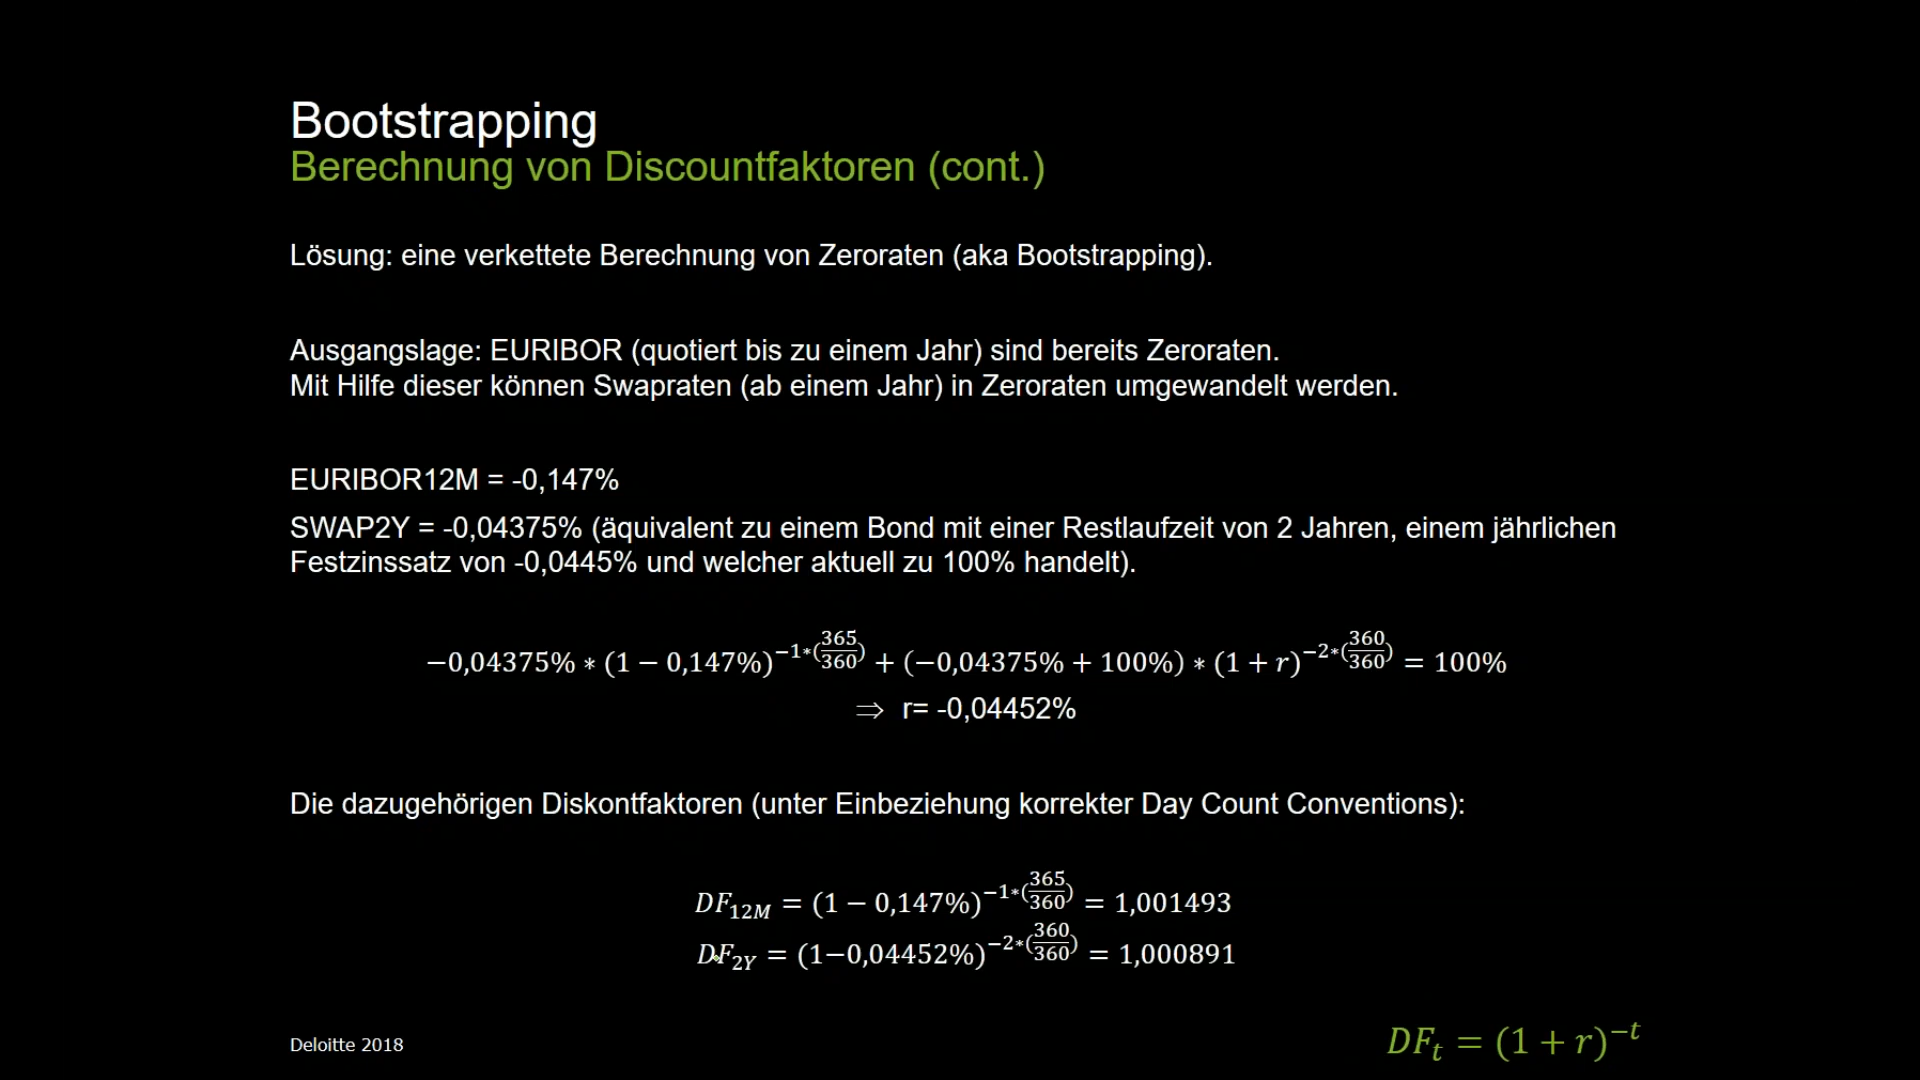 Bootstrapping
Berechnung von Discountfaktoren (cont.)
Lösung: eine verkettete Berechnung von Zeroraten (aka Bootstrapping).
Ausgangslage: EURIBOR (quotiert bis zu einem Jahr) sind bereits Zeroraten.
Mit Hilfe dieser können Swapraten (ab einem Jahr) in Zeroraten umgewandelt werden.
EURIBOR12M = -0,147%
SWAP2Y = -0,04375% (äquivalent zu einem Bond mit einer Restlaufzeit von 2 Jahren, einem jährlichen
Festzinssatz von -0,0445% und welcher aktuell zu 100% handelt).
−0,04375% ∗ (1 − 0,147%)^{−1∗(365/360)} + (−0,04375% + 100%) ∗ (1 + r)^{−2∗(360/360)} = 100%
⇒ r= -0,04452%
Die dazugehörigen Diskontfaktoren (unter Einbeziehung korrekter Day Count Conventions):
DF_{12M} = (1 − 0,147%)^{−1∗(365/360)} = 1,001493
DF_{2Y} = (1−0,04452%)^{−2∗(360/360)} = 1,000891
Deloitte 2018
DF_t = (1 + r)^{−t}